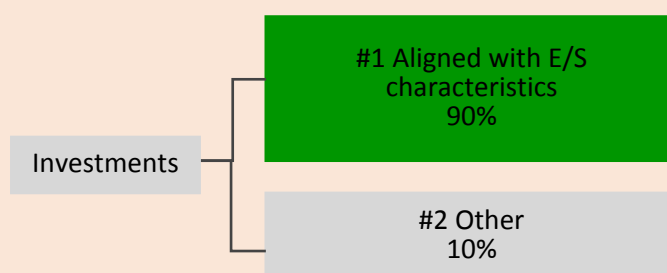 #1 Aligned with E/S
characteristics
90%
Investments
#2 Other
10%